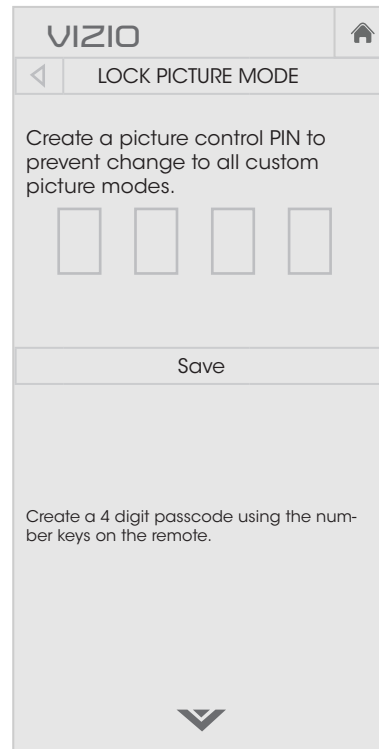 VIZIO
LOCK PICTURE MODE
Create a picture control PIN to
prevent change to all custom
picture modes.
Save
Create a 4 digit passcode using the num-
ber keys on the remote.